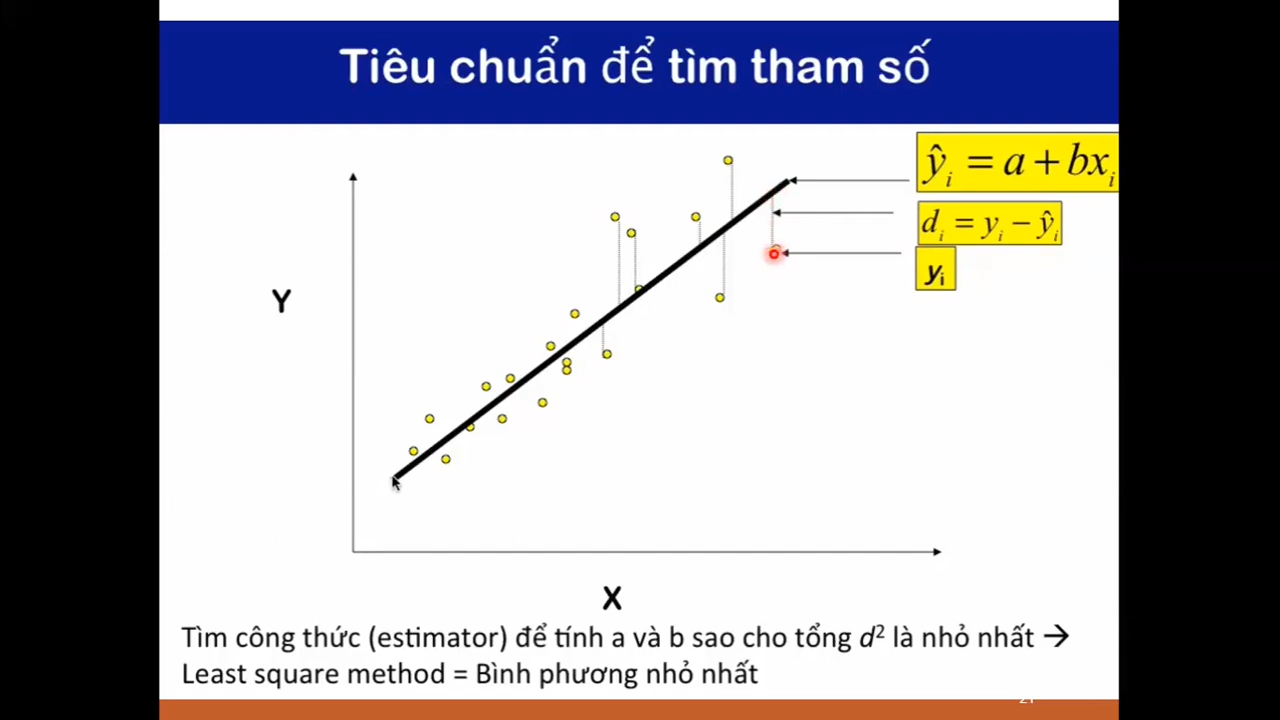 Tiêu chuẩn để tìm tham số
ŷᵢ = a + bxᵢ
dᵢ = yᵢ − ŷᵢ
yᵢ
Y
X
Tìm công thức (estimator) để tính a và b sao cho tổng d² là nhỏ nhất →
Least square method = Bình phương nhỏ nhất